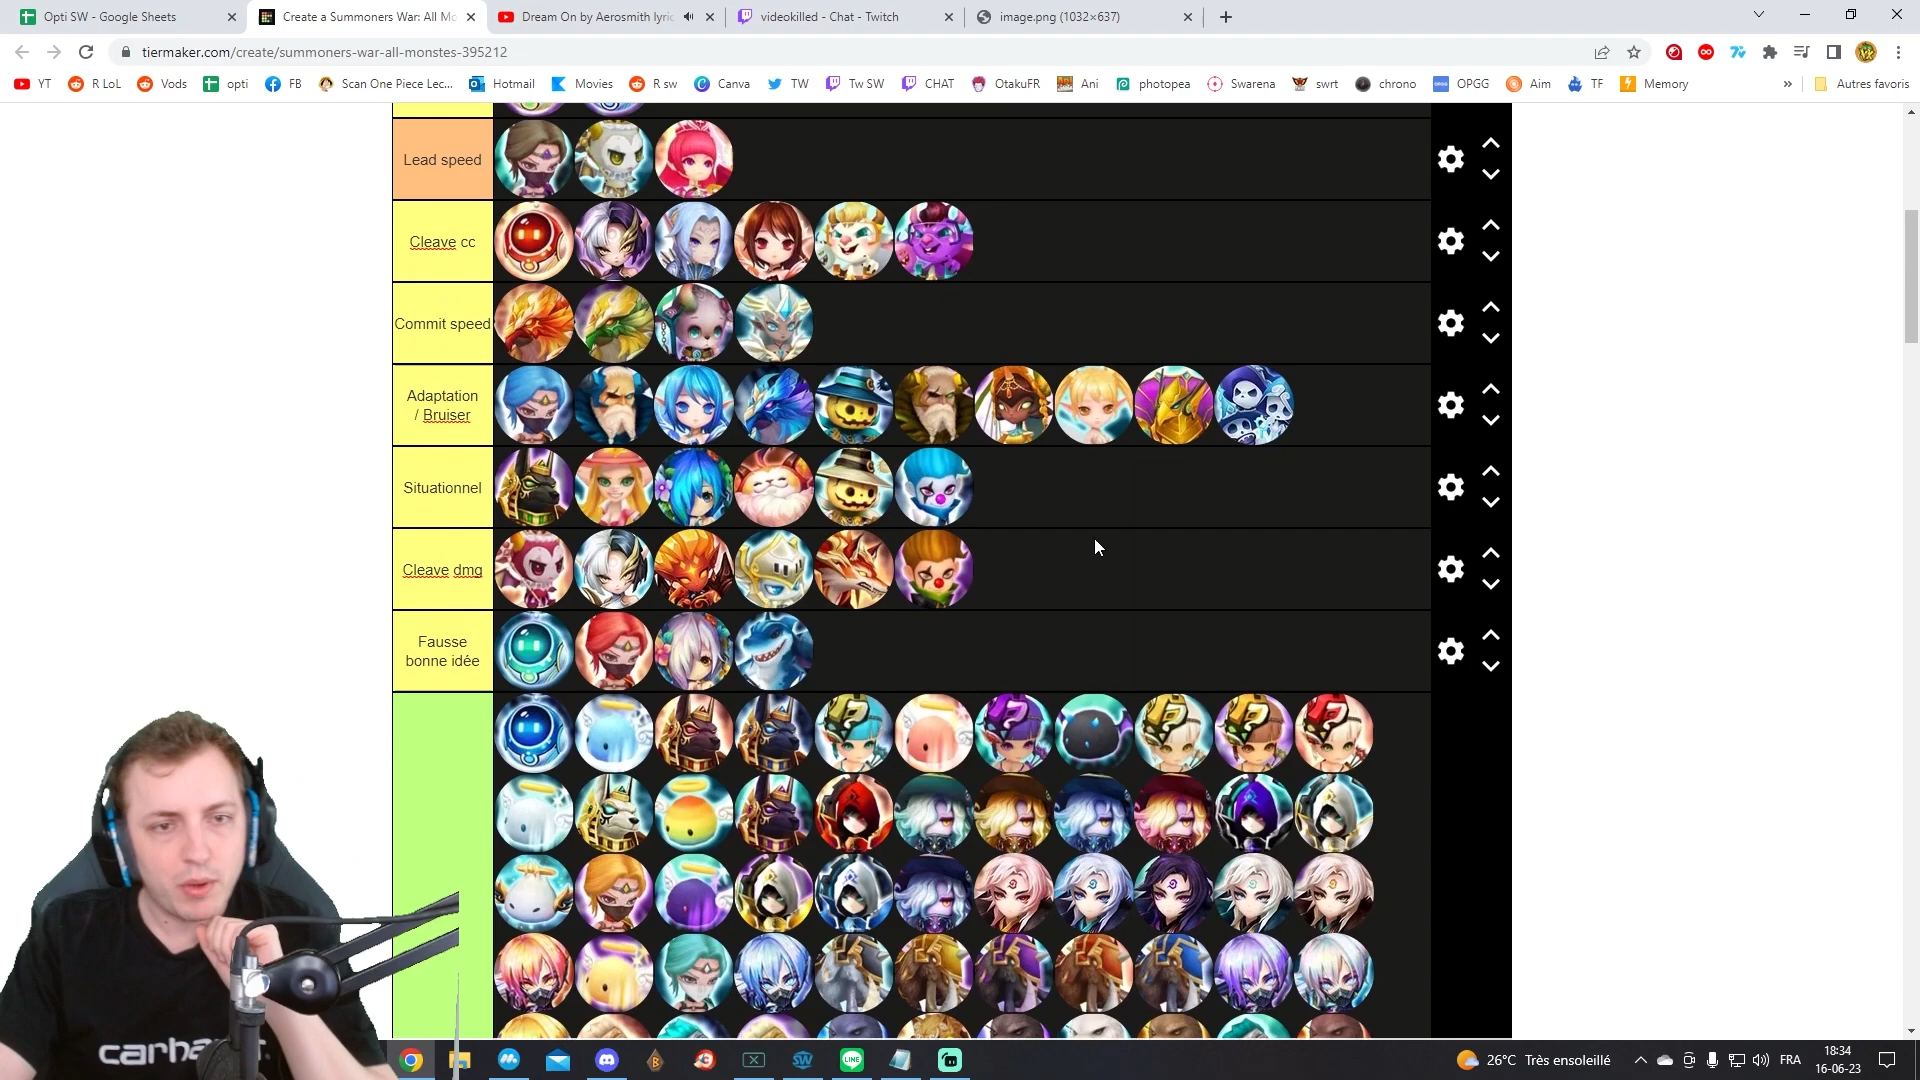 Opti SW - Google Sheets
Create a Summoners War: All Mo
Dream On by Aerosmith lyric
videokilled - Chat - Twitch
image.png (1032×637)
tiermaker.com/create/summoners-war-all-monstes-395212
YT
R LoL
Vods
opti
FB
Scan One Piece Lec...
Hotmail
Movies
R sw
Canva
TW
Tw SW
CHAT
OtakuFR
Ani
photopea
Swarena
swrt
chrono
OPGG
Aim
TF
Memory
»
Autres favoris
Lead speed
Cleave cc
Commit speed
Adaptation
/ Bruiser
Situationnel
Cleave dmg
Fausse
bonne idée
26°C Très ensoleillé
FRA
18:34
16-06-23